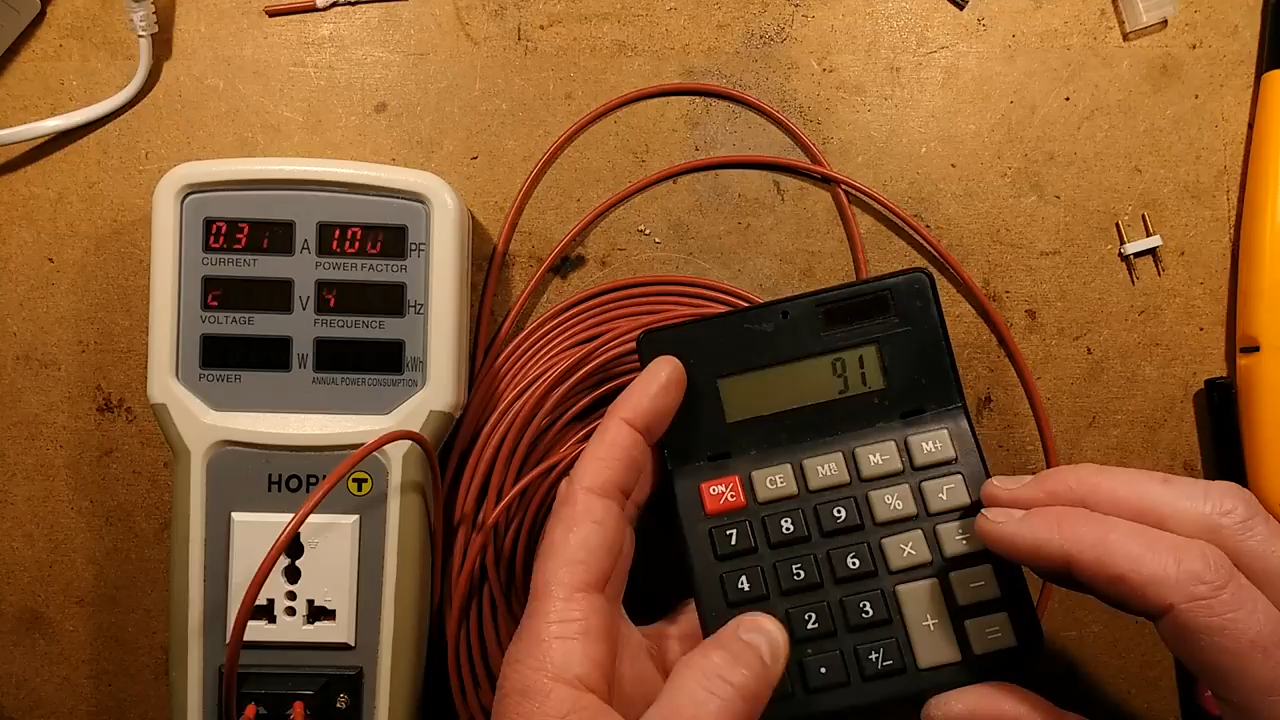 0.31 A 1.00 PF
CURRENT POWER FACTOR
V Hz
VOLTAGE FREQUENCE
W kWh
POWER ANNUAL POWER CONSUMPTION
T
91.
ON/C CE M- M+
7 8 9 % √
4 5 6 × ÷
2 3 + −
. +/− =